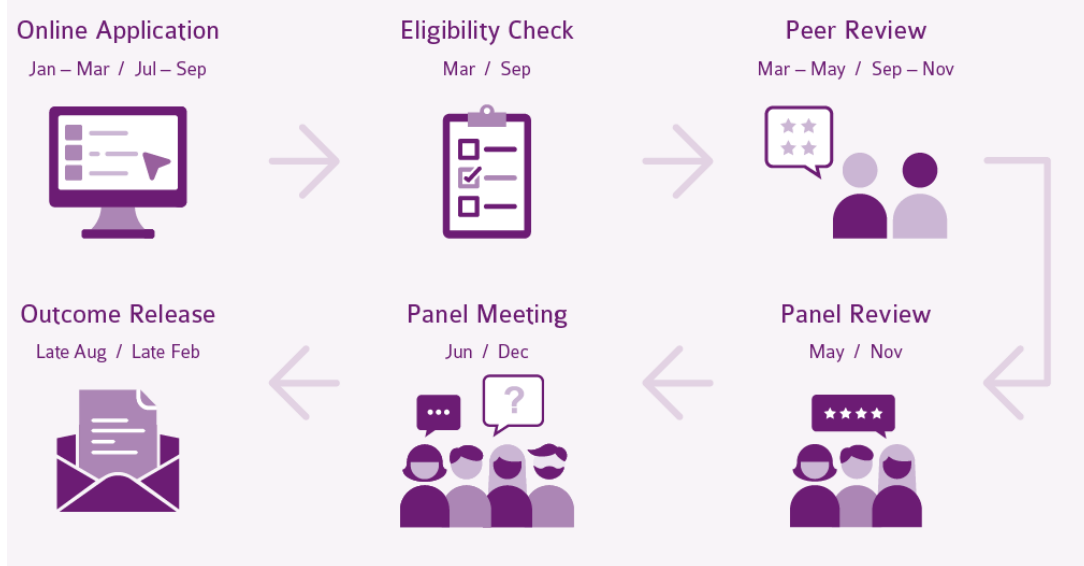 Online Application
Jan – Mar / Jul – Sep
Eligibility Check
Mar / Sep
Peer Review
Mar – May / Sep – Nov
Outcome Release
Late Aug / Late Feb
Panel Meeting
Jun / Dec
?
Panel Review
May / Nov